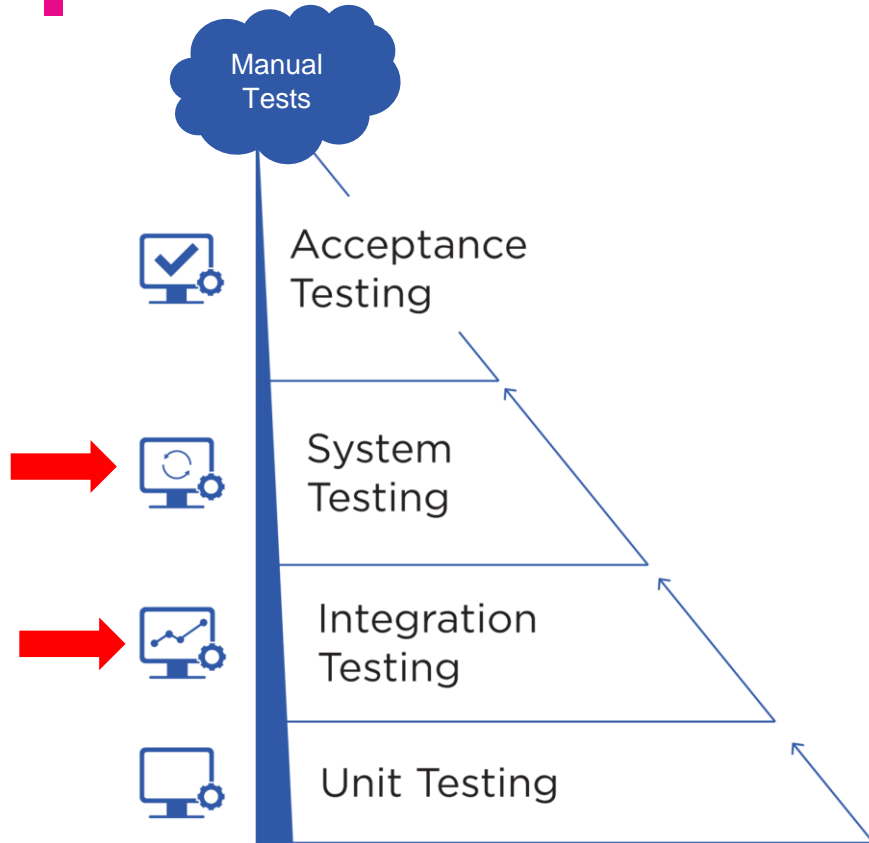 Manual
Tests
Acceptance
Testing
System
Testing
Integration
Testing
Unit Testing